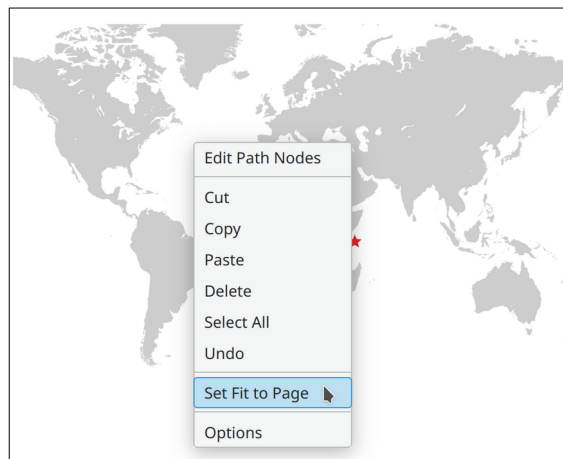 Edit Path Nodes
Cut
Copy
Paste
Delete
Select All
Undo
Set Fit to Page
Options